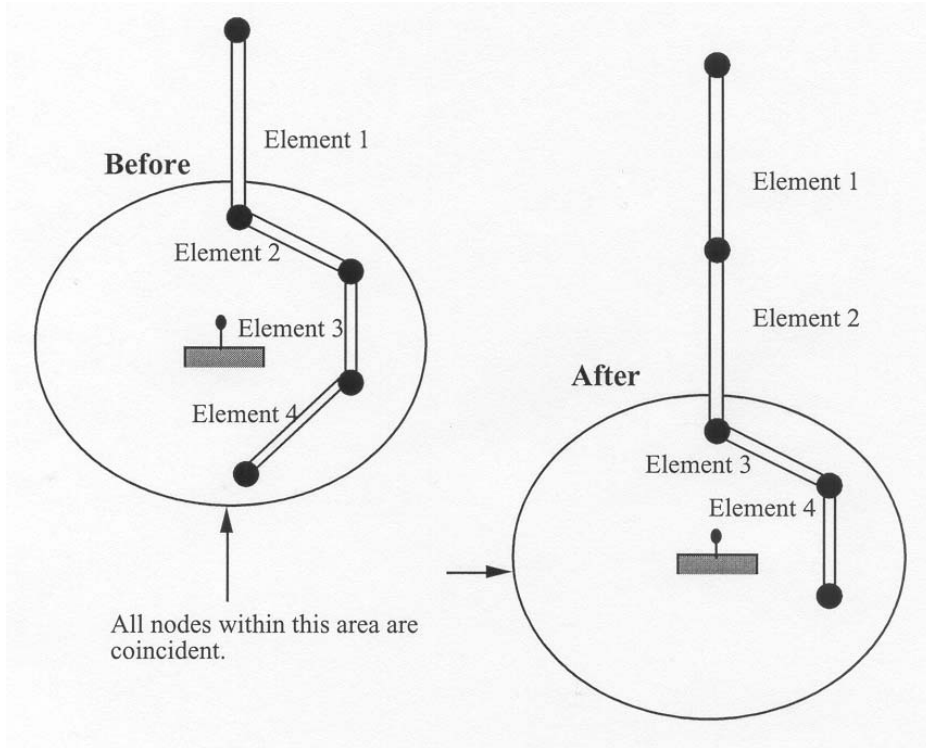 Before
Element 1
Element 2
Element 3
Element 4
All nodes within this area are
coincident.
After
Element 1
Element 2
Element 3
Element 4